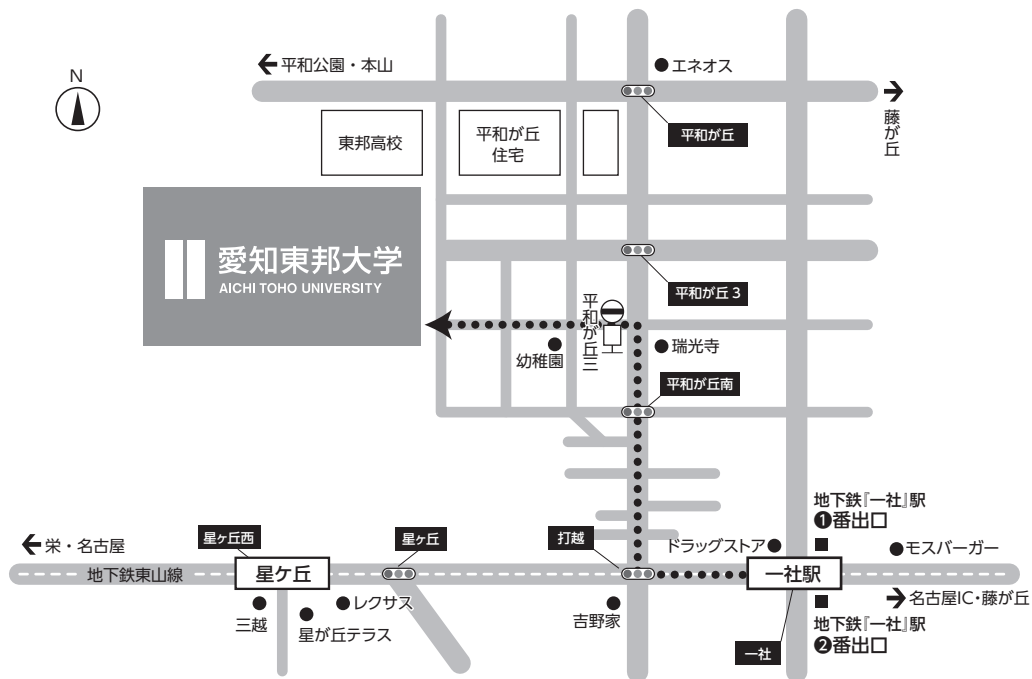 N
平和公園・本山
エネオス
藤が丘
平和が丘
東邦高校
平和が丘
住宅
愛知東邦大学
AICHI TOHO UNIVERSITY
平和が丘3
平和が丘三
幼稚園
瑞光寺
平和が丘南
地下鉄『一社』駅
❶番出口
栄・名古屋
星ヶ丘西
星ヶ丘
打越
ドラッグストア
モスバーガー
地下鉄東山線
星ケ丘
一社駅
名古屋IC・藤が丘
三越
レクサス
星が丘テラス
吉野家
地下鉄『一社』駅
❷番出口
一社